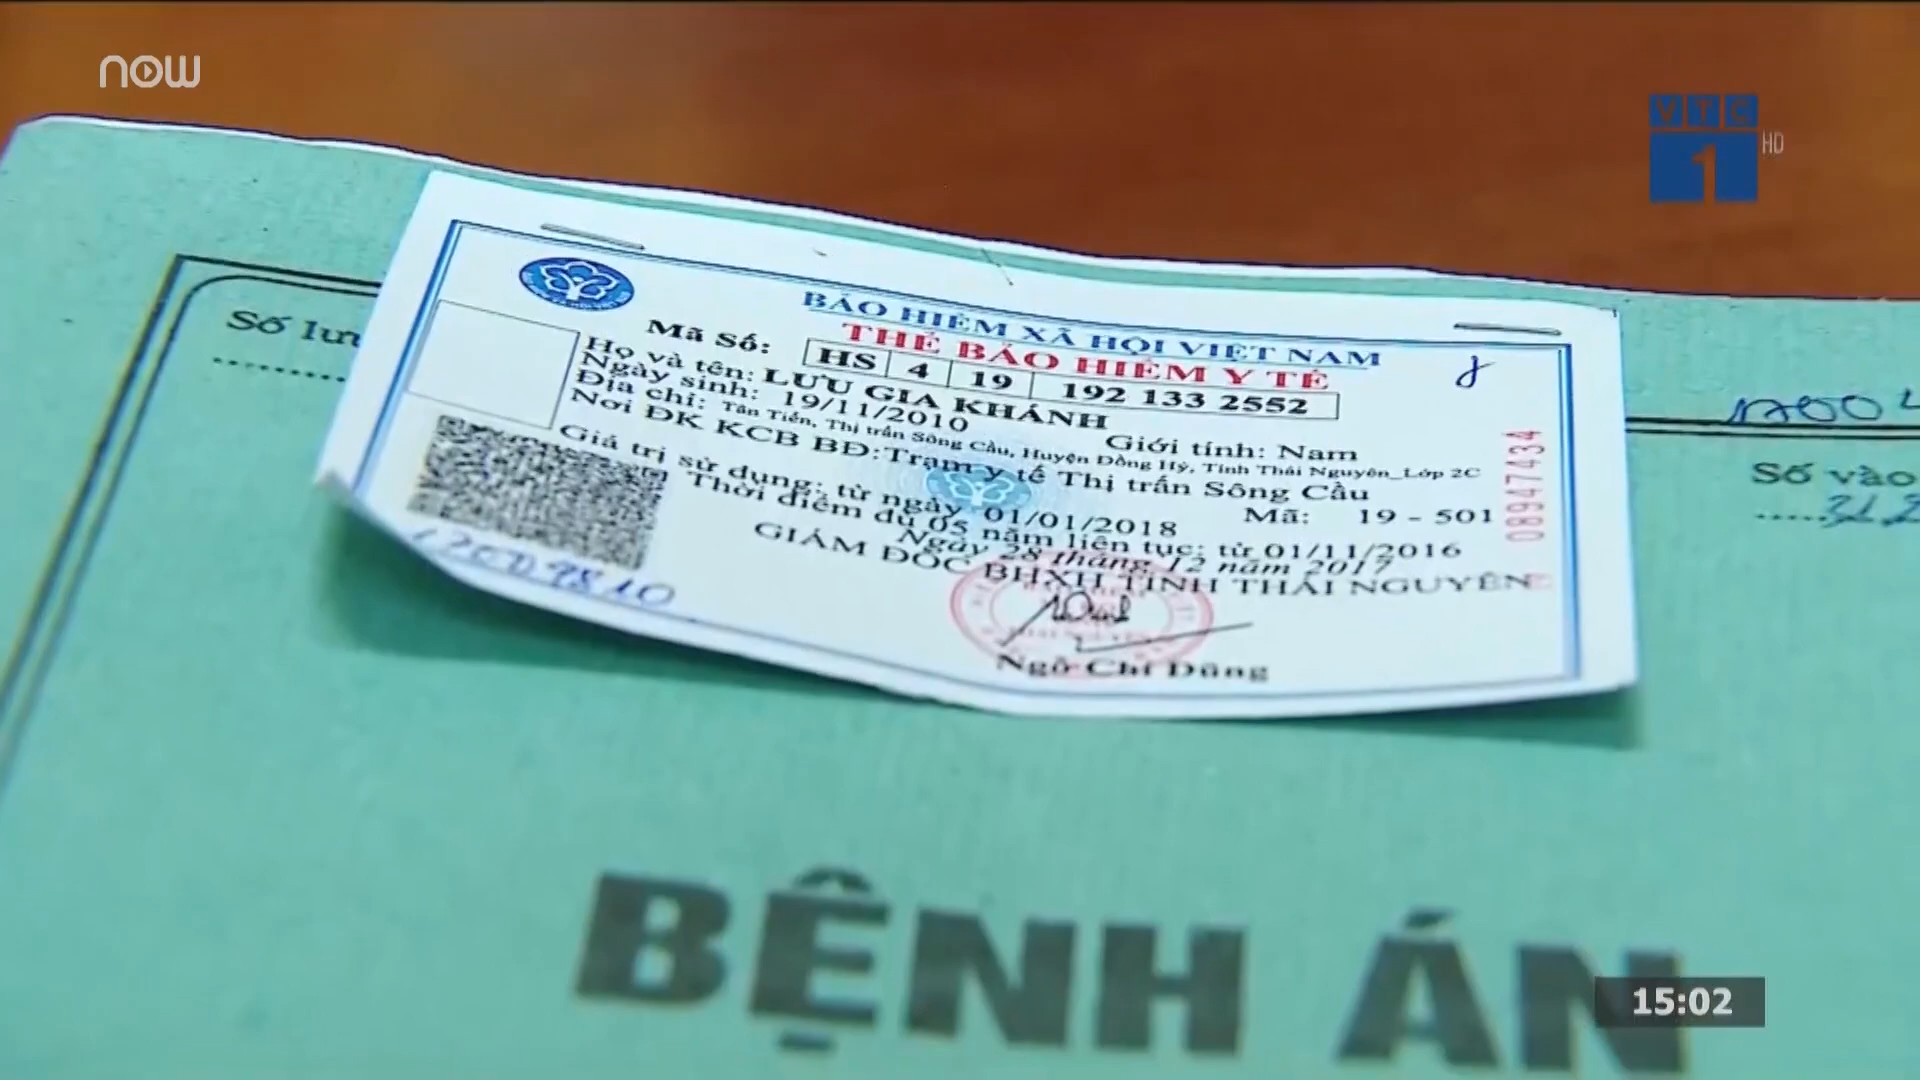 now
VTC
1 HD
Số lưu
BẢO HIỂM XÃ HỘI VIỆT NAM
THẺ BẢO HIỂM Y TẾ
Mã Số: HS 4 19 192 133 2552
Họ và tên: LƯU GIA KHÁNH
Ngày sinh: 19/11/2010 Giới tính: Nam
Địa chỉ: Tân Tiến, Thị trấn Sông Cầu, Huyện Đồng Hỷ, Tỉnh Thái Nguyên_Lớp 2C
Nơi ĐK KCB BĐ:Trạm y tế Thị trấn Sông Cầu
Mã: 19 - 501
Giá trị sử dụng: từ ngày 01/01/2018
Thời điểm đủ 05 năm liên tục: từ 01/11/2016
Ngày 28 tháng 12 năm 2017
GIÁM ĐỐC BHXH TỈNH THÁI NGUYÊN
Ngô Chí Dũng
08947434
Số vào
BỆNH ÁN
15:02